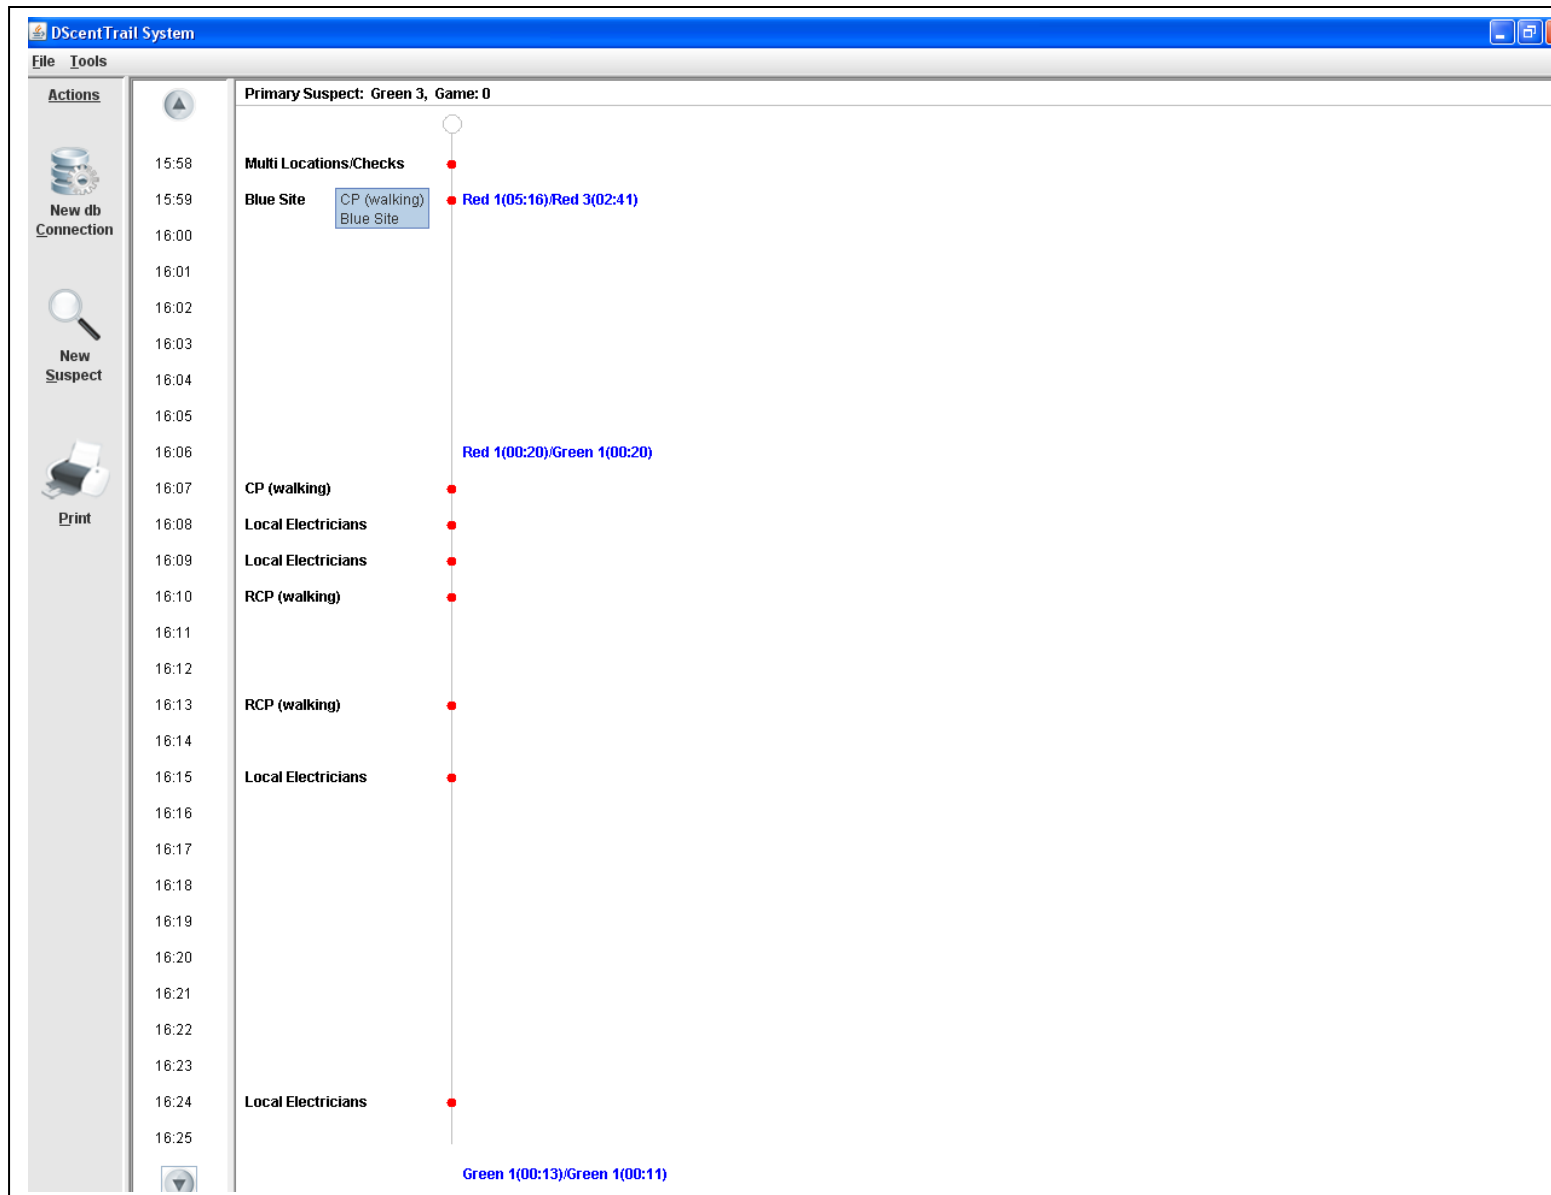 DScentTrail System
File Tools
Actions
New db
Connection
New
Suspect
Print
Primary Suspect: Green 3, Game: 0
15:58 Multi Locations/Checks
15:59 Blue Site CP (walking) Red 1(05:16)/Red 3(02:41)
Blue Site
16:00
16:01
16:02
16:03
16:04
16:05
16:06 Red 1(00:20)/Green 1(00:20)
16:07 CP (walking)
16:08 Local Electricians
16:09 Local Electricians
16:10 RCP (walking)
16:11
16:12
16:13 RCP (walking)
16:14
16:15 Local Electricians
16:16
16:17
16:18
16:19
16:20
16:21
16:22
16:23
16:24 Local Electricians
16:25
Green 1(00:13)/Green 1(00:11)